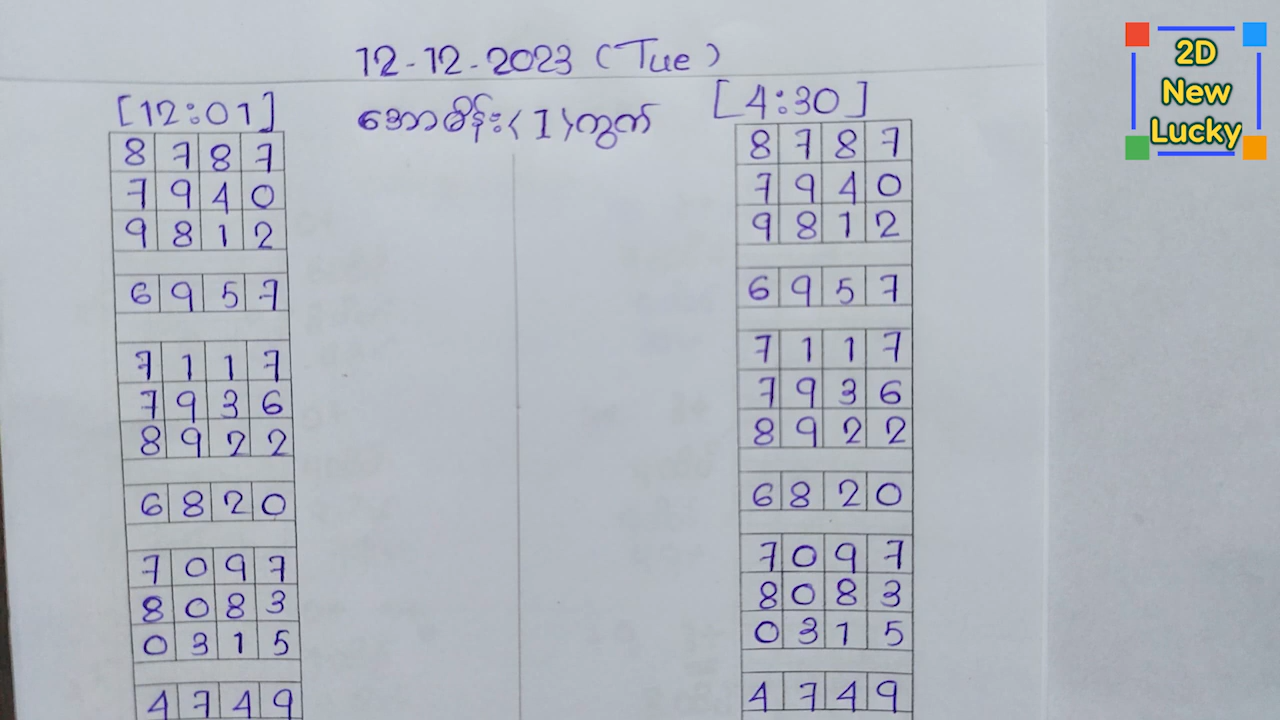 12-12-2023 (Tue)
[12:01]
အောမိန်း(1)ကွက်
[4:30]
8 7 8 7
7 9 4 0
9 8 1 2
6 9 5 7
7 1 1 7
7 9 3 6
8 9 2 2
6 8 2 0
7 0 9 7
8 0 8 3
0 3 1 5
4 7 4 9
8 7 8 7
7 9 4 0
9 8 1 2
6 9 5 7
7 1 1 7
7 9 3 6
8 9 2 2
6 8 2 0
7 0 9 7
8 0 8 3
0 3 1 5
4 7 4 9
2D
New
Lucky